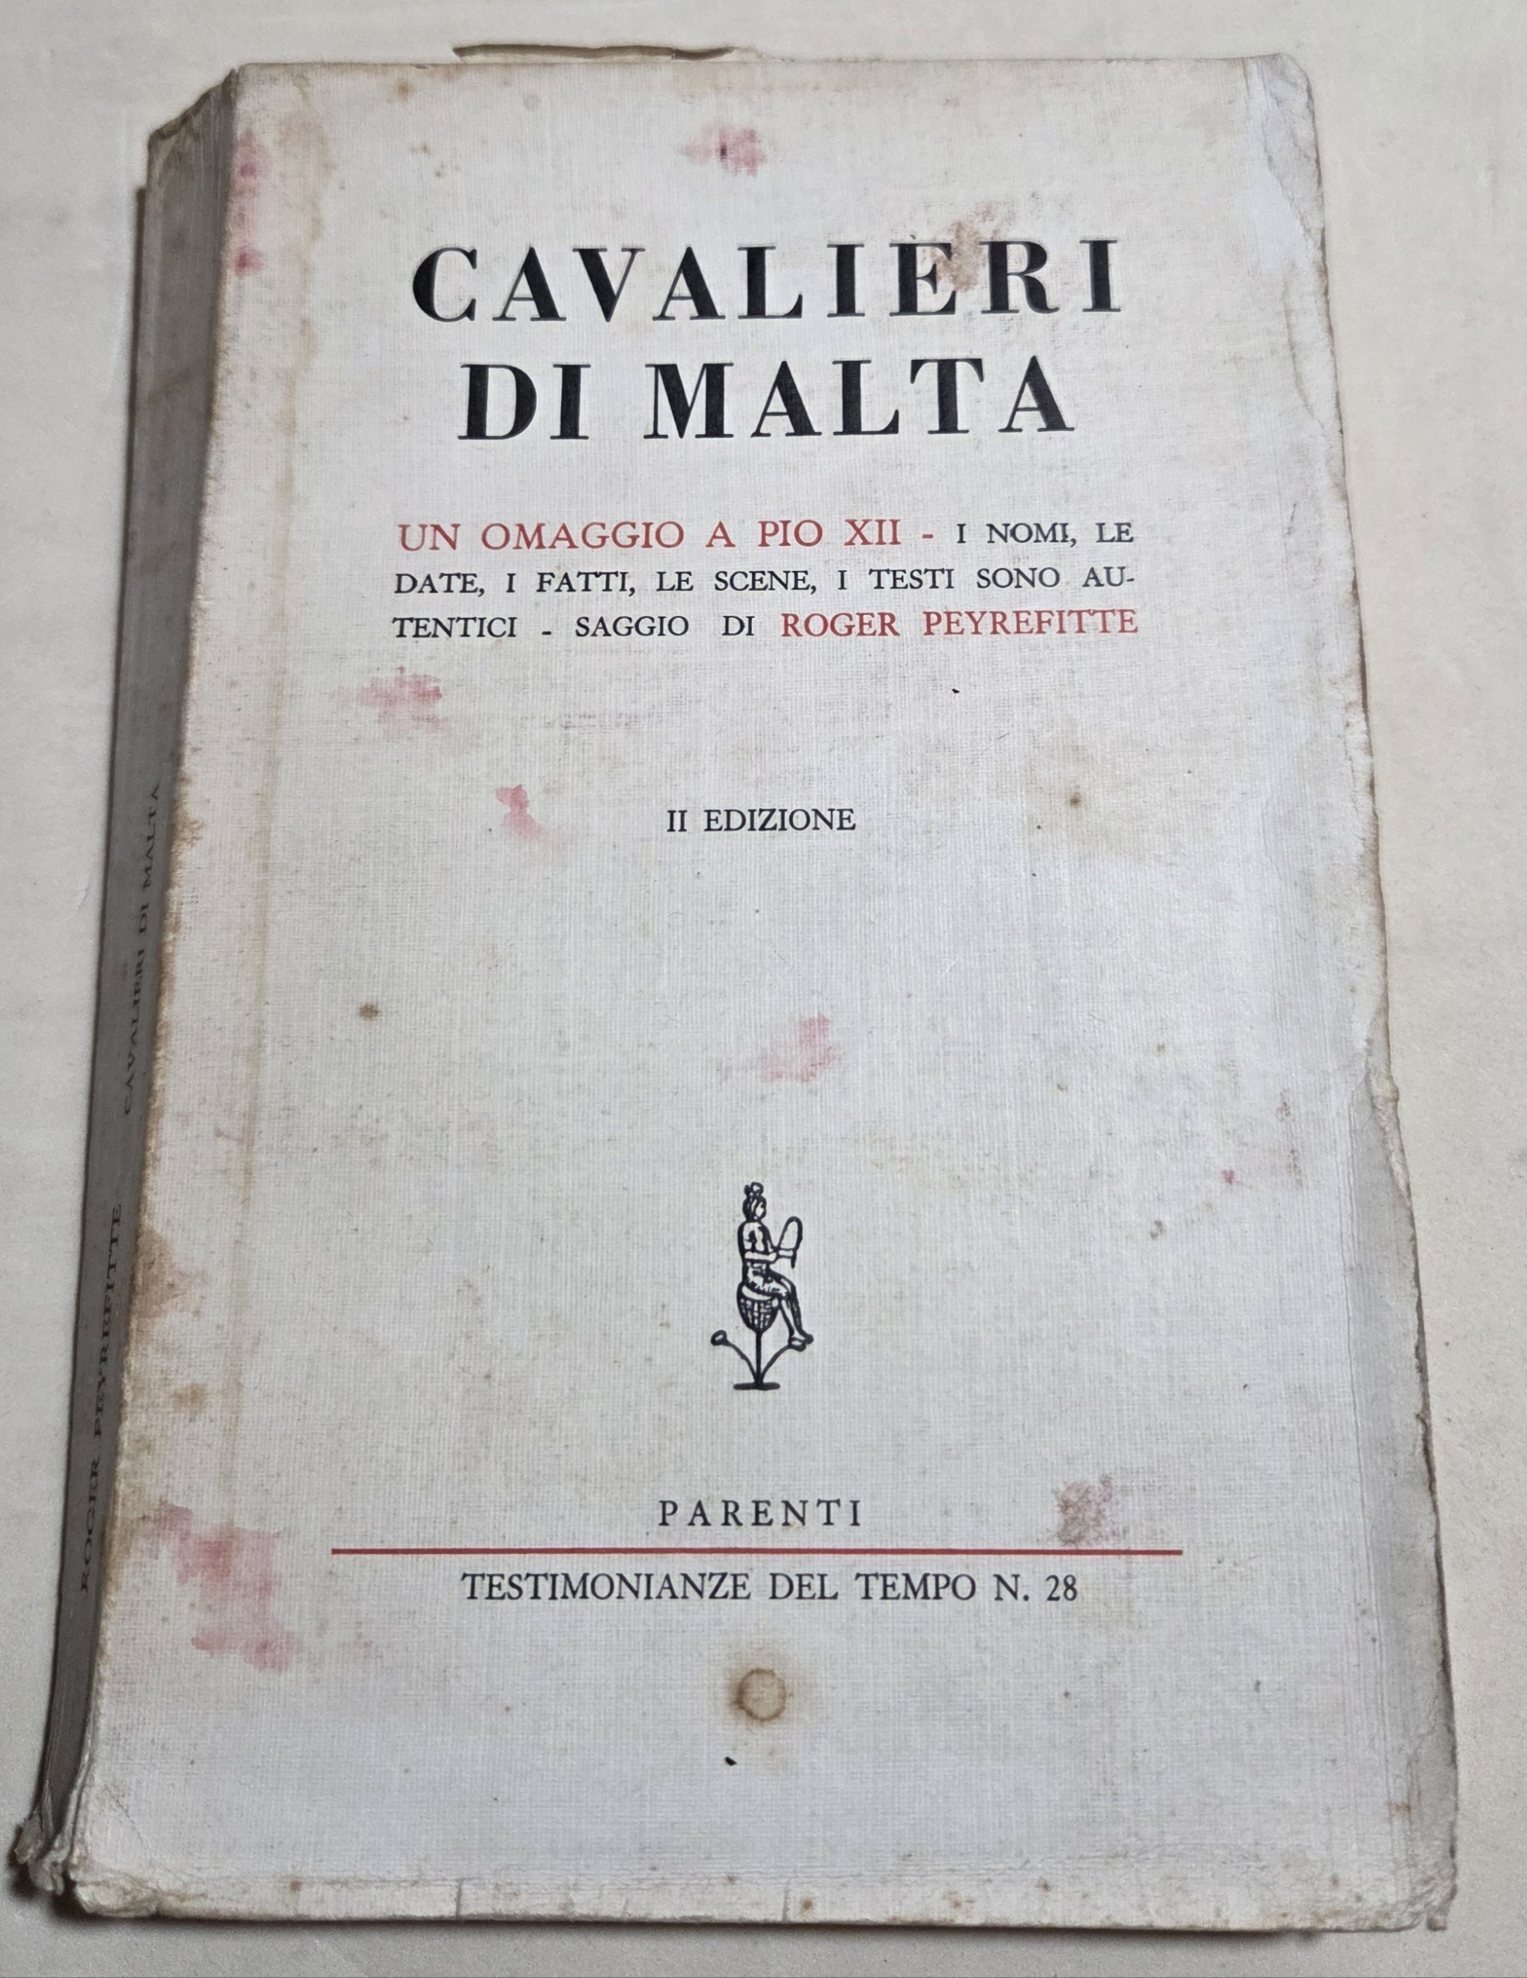 CAVALIERI
DI MALTA
UN OMAGGIO A PIO XII - I NOMI, LE
DATE, I FATTI, LE SCENE, I TESTI SONO AU-
TENTICI - SAGGIO DI ROGER PEYREFITTE
II EDIZIONE
PARENTI
TESTIMONIANZE DEL TEMPO N. 28
ROGER PEYREFITTE CAVALIERI DI MALTA